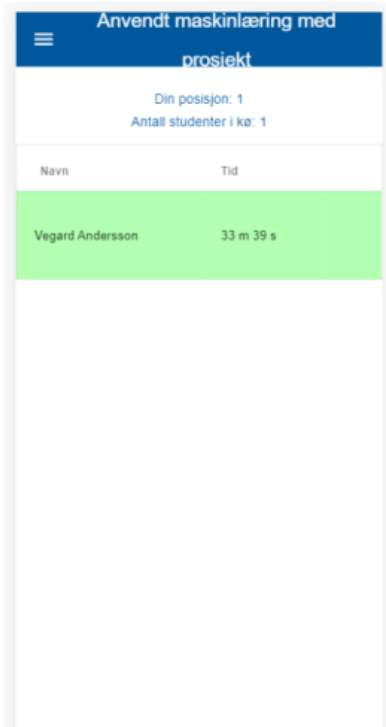 Anvendt maskinlæring med
prosjekt
Din posisjon: 1
Antall studenter i kø: 1
Navn Tid
Vegard Andersson 33 m 39 s